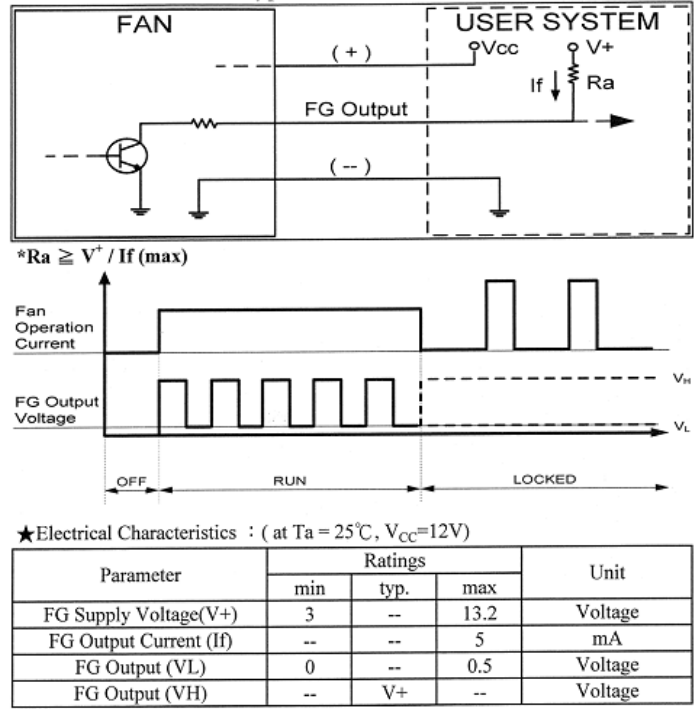 FAN
USER SYSTEM
( + )
Vcc
V+
If
Ra
FG Output
( -- )
*Ra ≧ V⁺ / If (max)
Fan
Operation
Current
FG Output
Voltage
VH
VL
OFF
RUN
LOCKED
★Electrical Characteristics : ( at Ta = 25℃, VCC=12V)
Parameter Ratings Unit
min typ. max
FG Supply Voltage(V+) 3 -- 13.2 Voltage
FG Output Current (If) -- -- 5 mA
FG Output (VL) 0 -- 0.5 Voltage
FG Output (VH) -- V+ -- Voltage